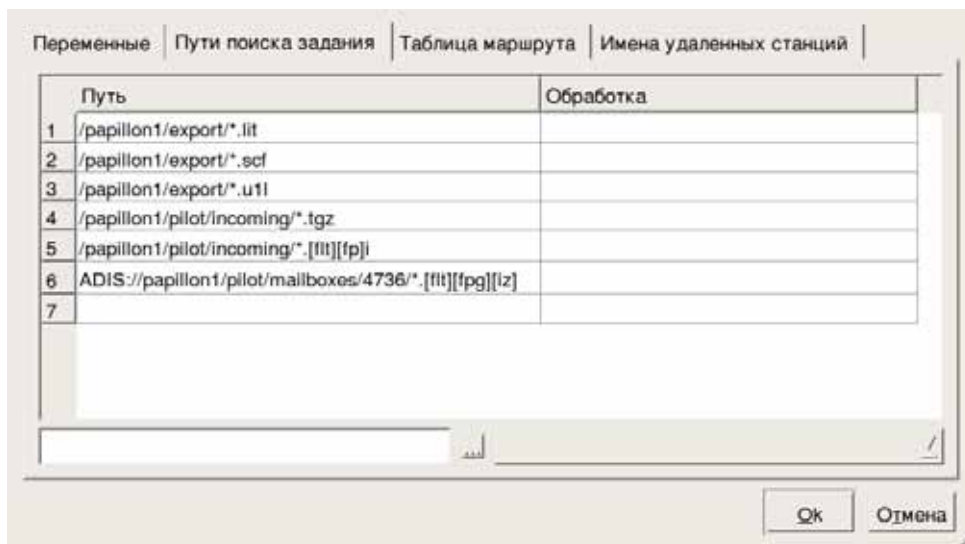 Переменные Пути поиска задания Таблица маршрута Имена удаленных станций
Путь Обработка
1 /papillon1/export/*.lit
2 /papillon1/export/*.scf
3 /papillon1/export/*.u1l
4 /papillon1/pilot/incoming/*.tgz
5 /papillon1/pilot/incoming/*.[flt][fp]i
6 ADIS://papillon1/pilot/mailboxes/4736/*.[flt][fpg][iz]
7
... /
Ok Отмена